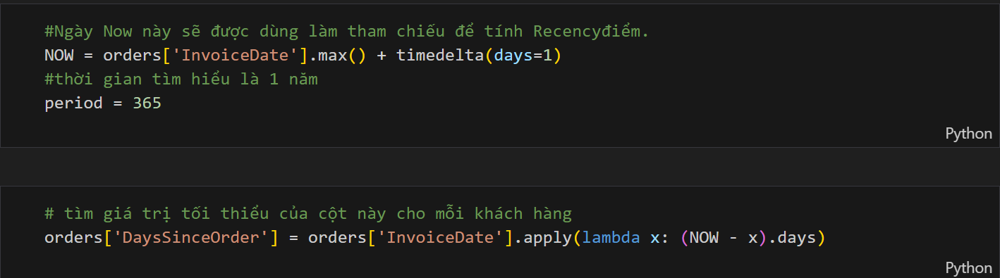 #Ngày Now này sẽ được dùng làm tham chiếu để tính Recencyđiểm.
NOW = orders['InvoiceDate'].max() + timedelta(days=1)
#thời gian tìm hiểu là 1 năm
period = 365
Python
# tìm giá trị tối thiểu của cột này cho mỗi khách hàng
orders['DaysSinceOrder'] = orders['InvoiceDate'].apply(lambda x: (NOW - x).days)
Python